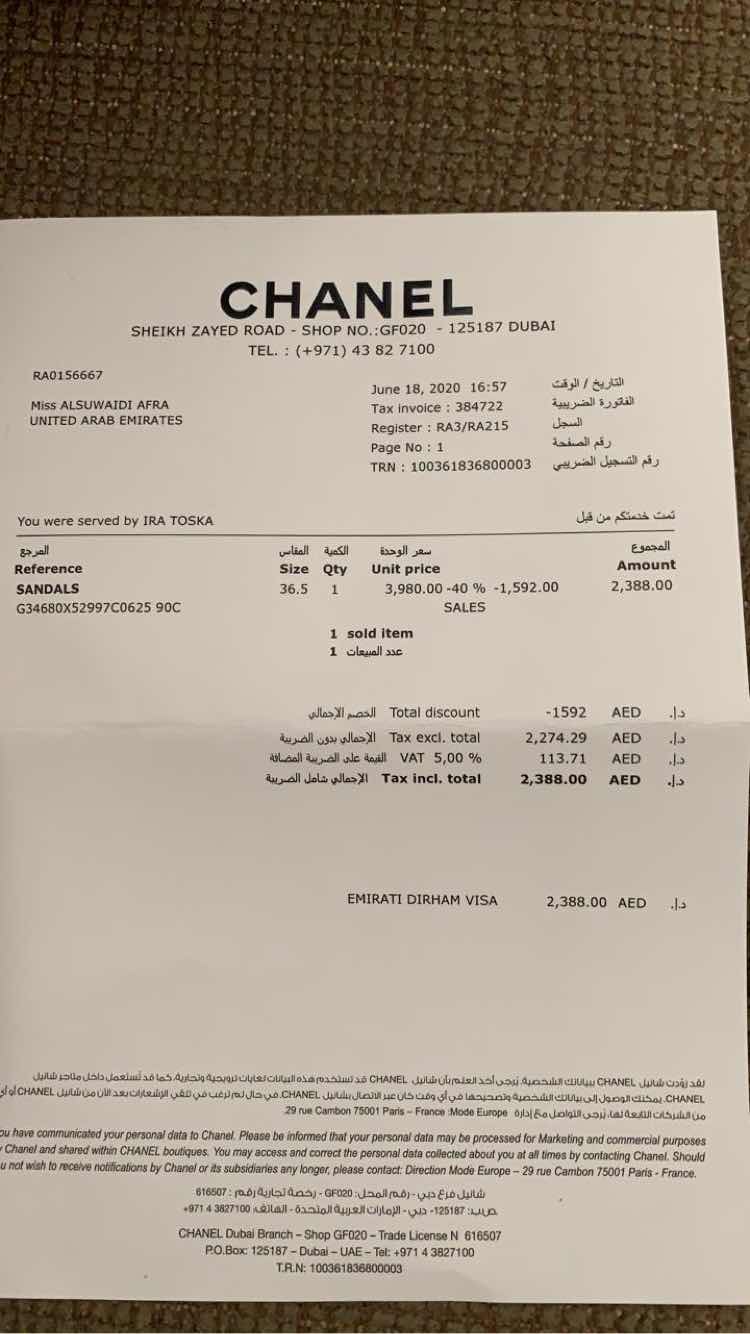 CHANEL
SHEIKH ZAYED ROAD - SHOP NO.:GF020 - 125187 DUBAI
TEL. : (+971) 43 82 7100
RA0156667
Miss ALSUWAIDI AFRA
UNITED ARAB EMIRATES
June 18, 2020 16:57 التاريخ / الوقت
Tax invoice : 384722 الفاتورة الضريبية
Register : RA3/RA215 السجل
Page No : 1 رقم الصفحة
TRN : 100361836800003 رقم التسجيل الضريبي
You were served by IRA TOSKA تمت خدمتكم من قبل
المرجع المقاس الكمية سعر الوحدة المجموع
Reference Size Qty Unit price Amount
SANDALS 36.5 1 3,980.00 -40 % -1,592.00 2,388.00
G34680X52997C0625 90C SALES
1 sold item
1 عدد المبيعات
الخصم الإجمالي Total discount -1592 AED د.إ.
الإجمالي بدون الضريبة Tax excl. total 2,274.29 AED د.إ.
القيمة على الضريبة المضافة VAT 5,00 % 113.71 AED د.إ.
الإجمالي شامل الضريبة Tax incl. total 2,388.00 AED د.إ.
EMIRATI DIRHAM VISA 2,388.00 AED د.إ.
لقد زوّدت شانيل CHANEL ببياناتك الشخصية. يُرجى أخذ العلم بأن شانيل CHANEL قد تستخدم هذه البيانات لغايات ترويجية وتجارية، كما قد تُستعمل داخل متاجر شانيل
CHANEL. يمكنك الوصول إلى بياناتك الشخصية وتصحيحها في أي وقت كان عبر الاتصال بشانيل CHANEL. في حال لم ترغب في تلقي الإشعارات بعد الآن من شانيل CHANEL أو أي
من الشركات التابعة لها، يُرجى التواصل مع إدارة Mode Europe: 29 rue Cambon 75001 Paris – France.
ou have communicated your personal data to Chanel. Please be informed that your personal data may be processed for Marketing and commercial purposes
Chanel and shared within CHANEL boutiques. You may access and correct the personal data collected about you at all times by contacting Chanel. Should
u not wish to receive notifications by Chanel or its subsidiaries any longer, please contact: Direction Mode Europe – 29 rue Cambon 75001 Paris - France.
شانيل فرع دبي - رقم المحل: GF020 - رخصة تجارية رقم : 616507
ص.ب: 125187- دبي - الإمارات العربية المتحدة - الهاتف: 3827100 4 971+
CHANEL Dubai Branch – Shop GF020 – Trade License N 616507
P.O.Box: 125187 – Dubai – UAE – Tel: +971 4 3827100
T.R.N: 100361836800003